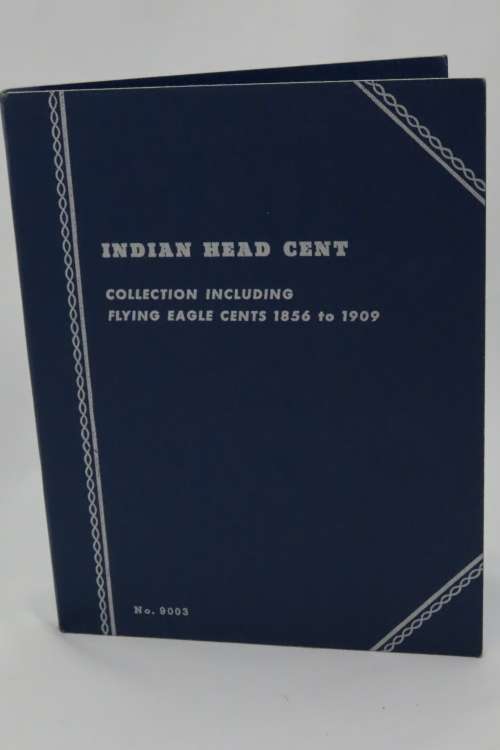 INDIAN HEAD CENT
COLLECTION INCLUDING
FLYING EAGLE CENTS 1856 to 1909
No. 9003